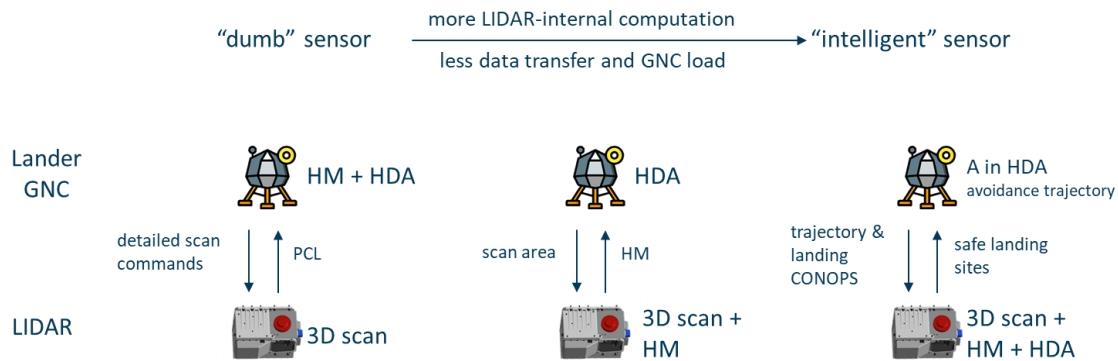 more LIDAR-internal computation
“dumb” sensor
“intelligent” sensor
less data transfer and GNC load
Lander
GNC
HM + HDA
HDA
A in HDA
avoidance trajectory
detailed scan
commands
PCL
scan area
HM
trajectory &
landing
CONOPS
safe landing
sites
LIDAR
3D scan
3D scan +
HM
3D scan +
HM + HDA